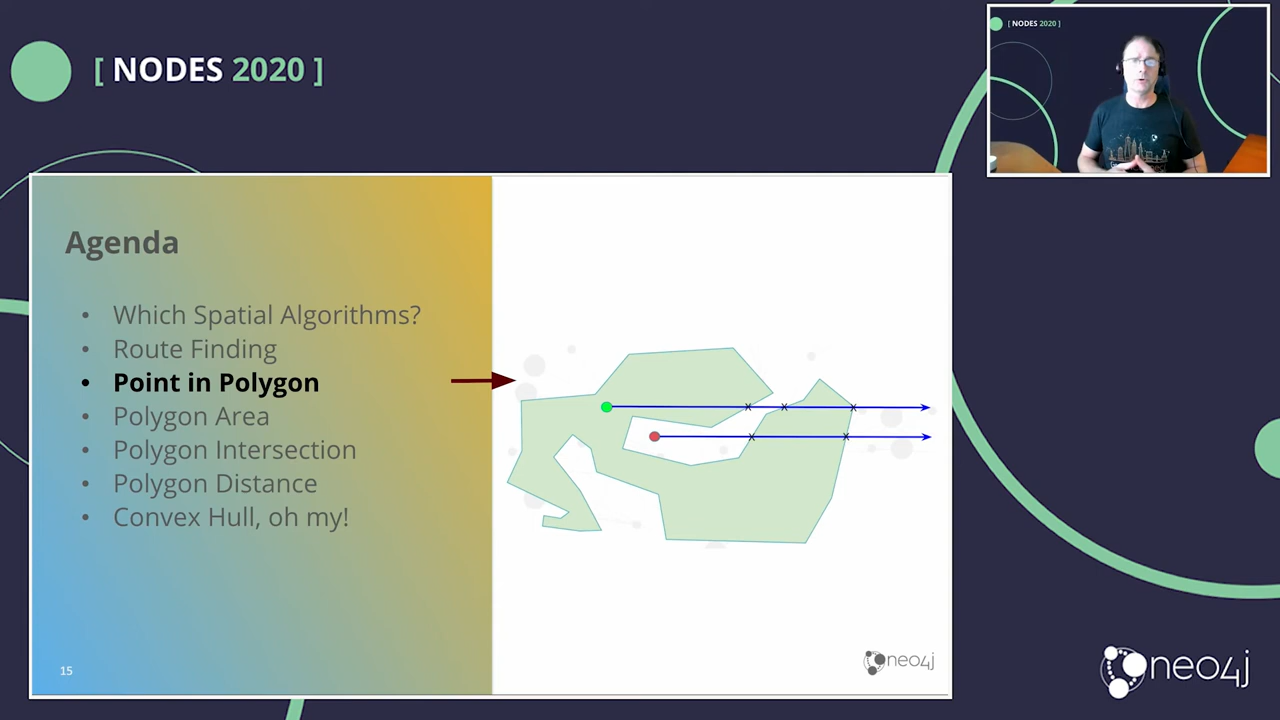 [ NODES 2020 ]
[ NODES 2020 ]
Agenda
• Which Spatial Algorithms?
• Route Finding
• Point in Polygon
• Polygon Area
• Polygon Intersection
• Polygon Distance
• Convex Hull, oh my!
x x x
x x
15
neo4j
neo4j